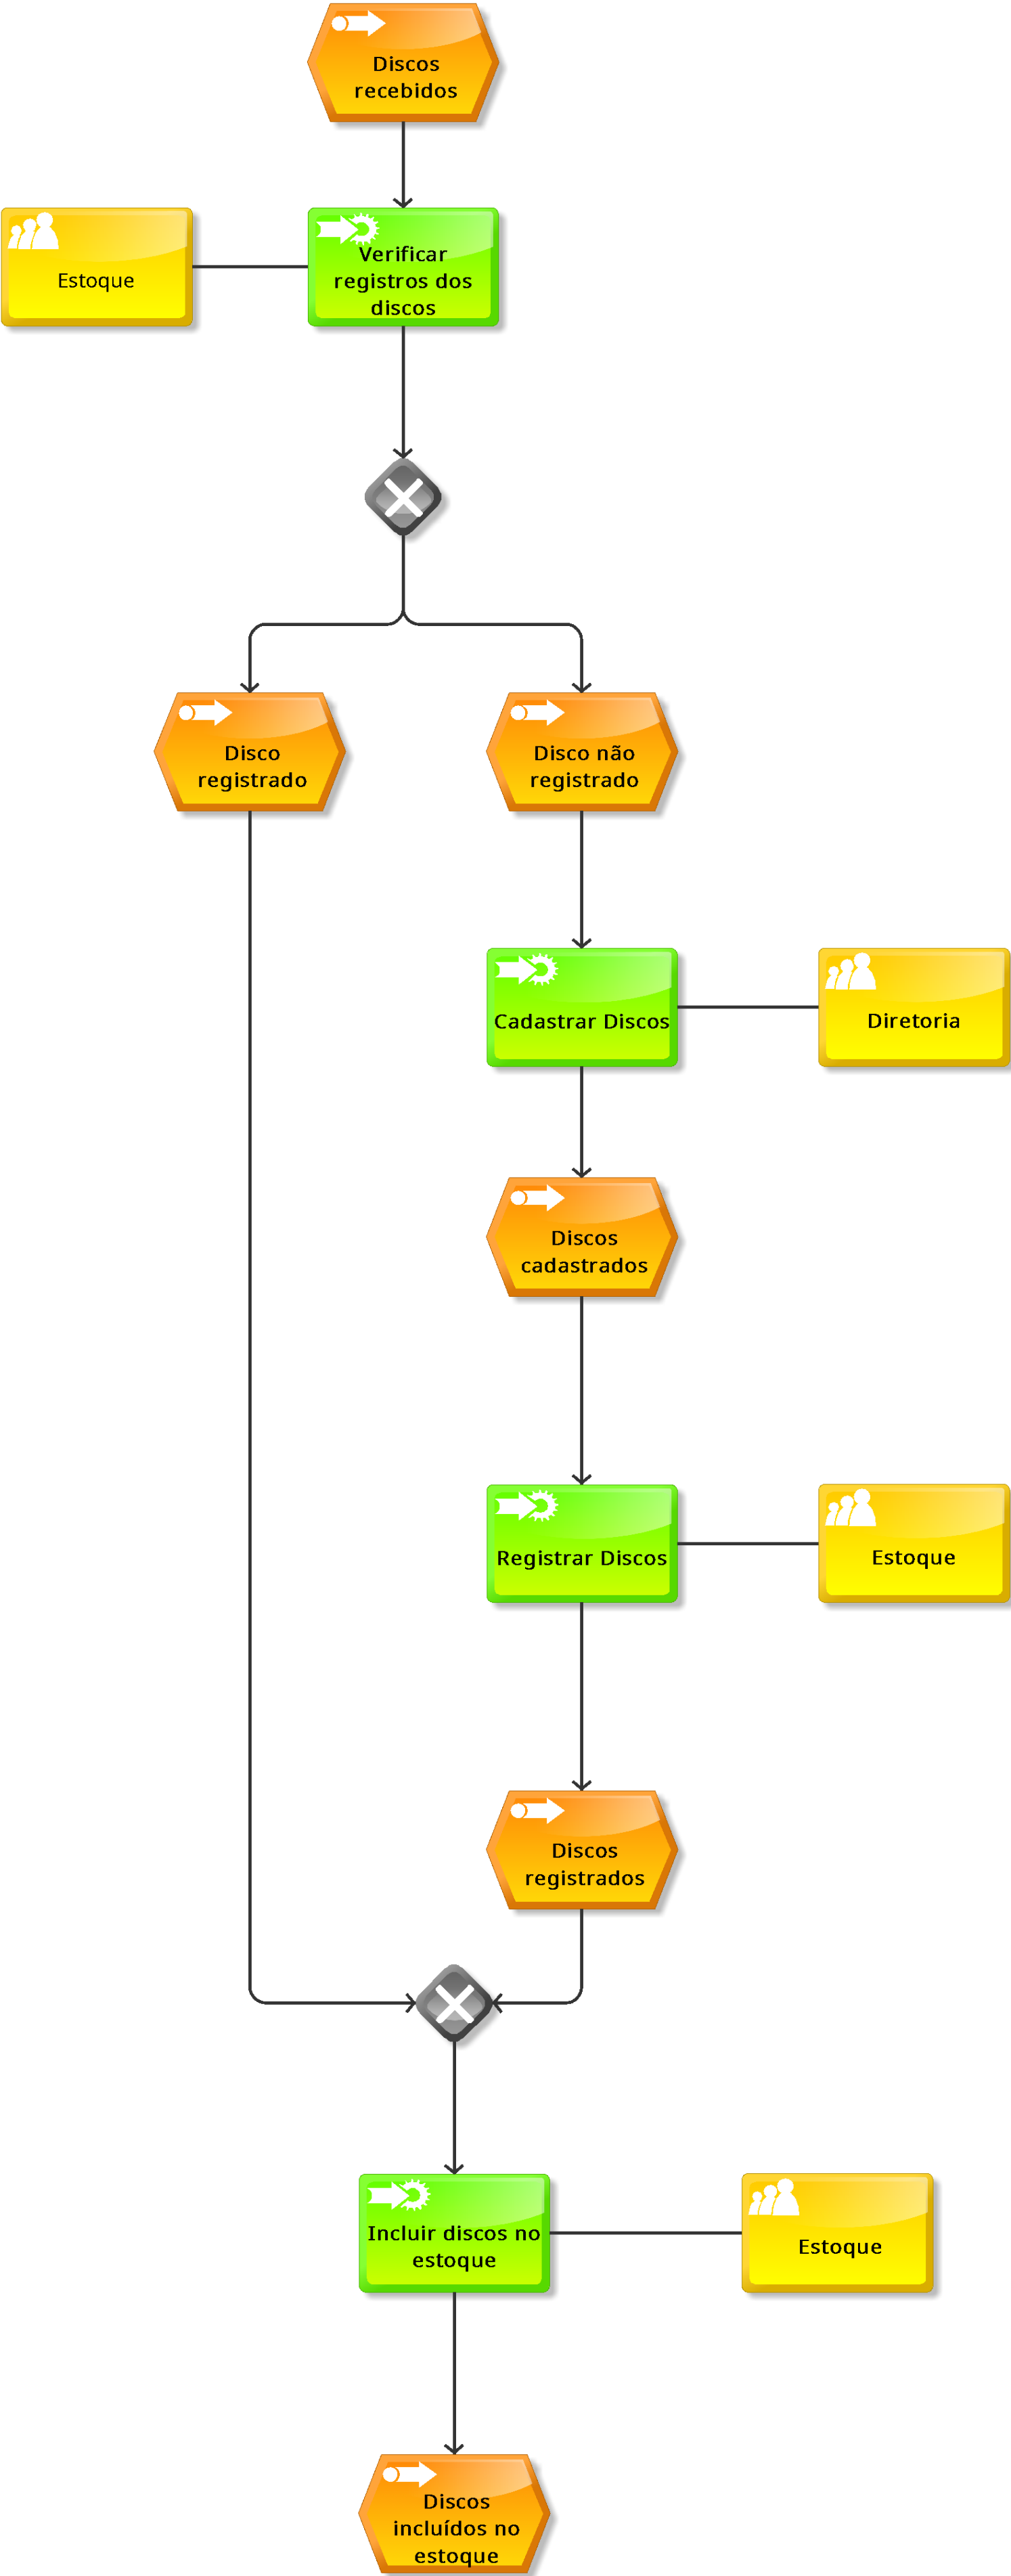 Discos
recebidos
Estoque
Verificar
registros dos
discos
Disco
registrado
Disco não
registrado
Cadastrar Discos
Diretoria
Discos
cadastrados
Registrar Discos
Estoque
Discos
registrados
Incluir discos no
estoque
Estoque
Discos
incluídos no
estoque